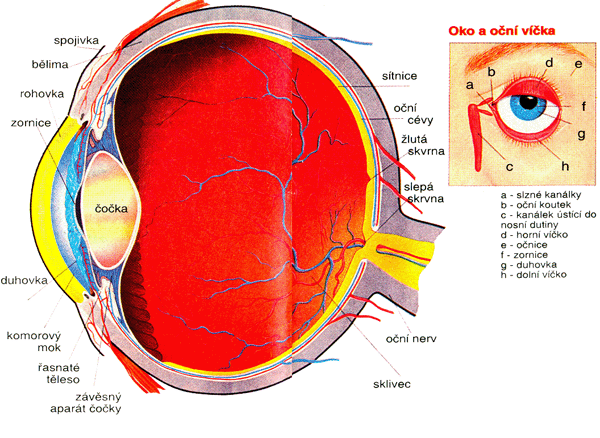 spojivka
bělima
rohovka
zornice
čočka
duhovka
komorový
mok
řasnaté
těleso
závěsný
aparát čočky
sítnice
oční
cévy
žlutá
skvrna
slepá
skvrna
oční nerv
sklivec
Oko a oční víčka
a
b
c
d
e
f
g
h
a - slzné kanálky
b - oční koutek
c - kanálek ústící do
nosní dutiny
d - horní víčko
e - očnice
f - zornice
g - duhovka
h - dolní víčko